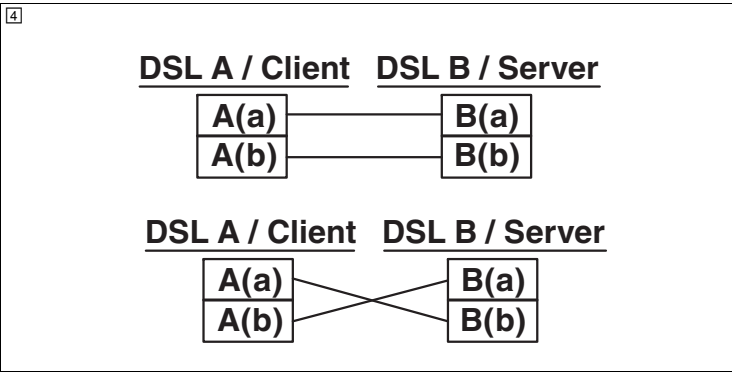 4
DSL A / Client DSL B / Server
A(a) B(a)
A(b) B(b)
DSL A / Client DSL B / Server
A(a) B(a)
A(b) B(b)